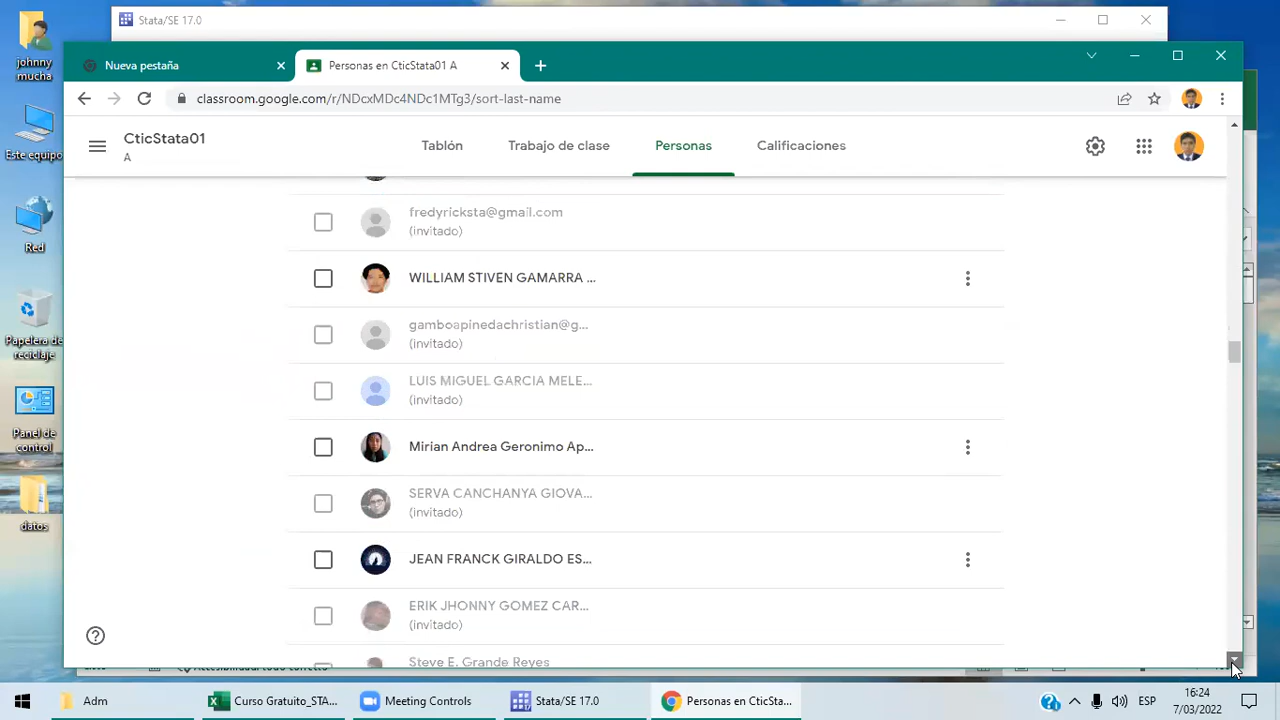 johnny
mucha
Este equipo
Red
Papelera de
reciclaje
Panel de
control
datos
Stata/SE 17.0
Nueva pestaña
Personas en CticStata01 A
classroom.google.com/r/NDcxMDc4NDc1MTg3/sort-last-name
CticStata01
A
Tablón
Trabajo de clase
Personas
Calificaciones
fredyricksta@gmail.com
(invitado)
WILLIAM STIVEN GAMARRA ...
gamboapinedachristian@g...
(invitado)
LUIS MIGUEL GARCIA MELE...
(invitado)
Mirian Andrea Geronimo Ap...
SERVA CANCHANYA GIOVA...
(invitado)
JEAN FRANCK GIRALDO ES...
ERIK JHONNY GOMEZ CAR...
(invitado)
Steve E. Grande Reyes
Adm
Curso Gratuito_STA...
Meeting Controls
Stata/SE 17.0
Personas en CticSta...
ESP
16:24
7/03/2022